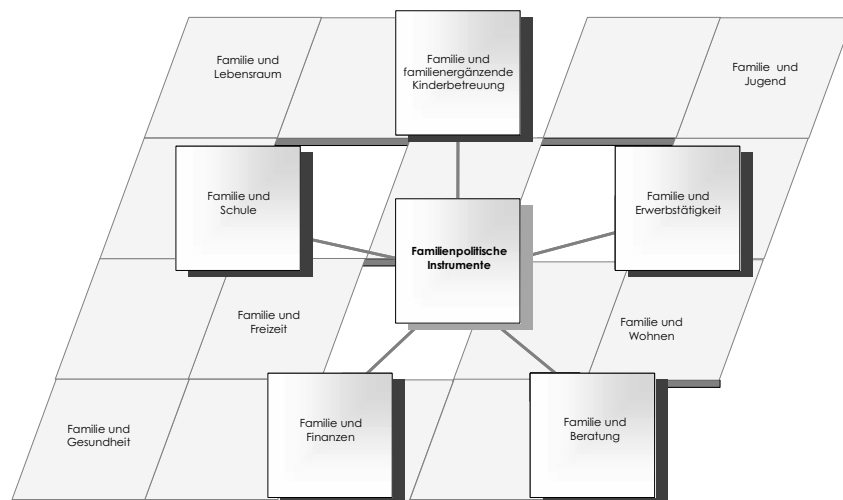 Familie und
Lebensraum
Familie und
familienergänzende
Kinderbetreuung
Familie und
Jugend
Familie und
Schule
Familie und
Erwerbstätigkeit
Familienpolitische
Instrumente
Familie und
Freizeit
Familie und
Wohnen
Familie und
Gesundheit
Familie und
Finanzen
Familie und
Beratung